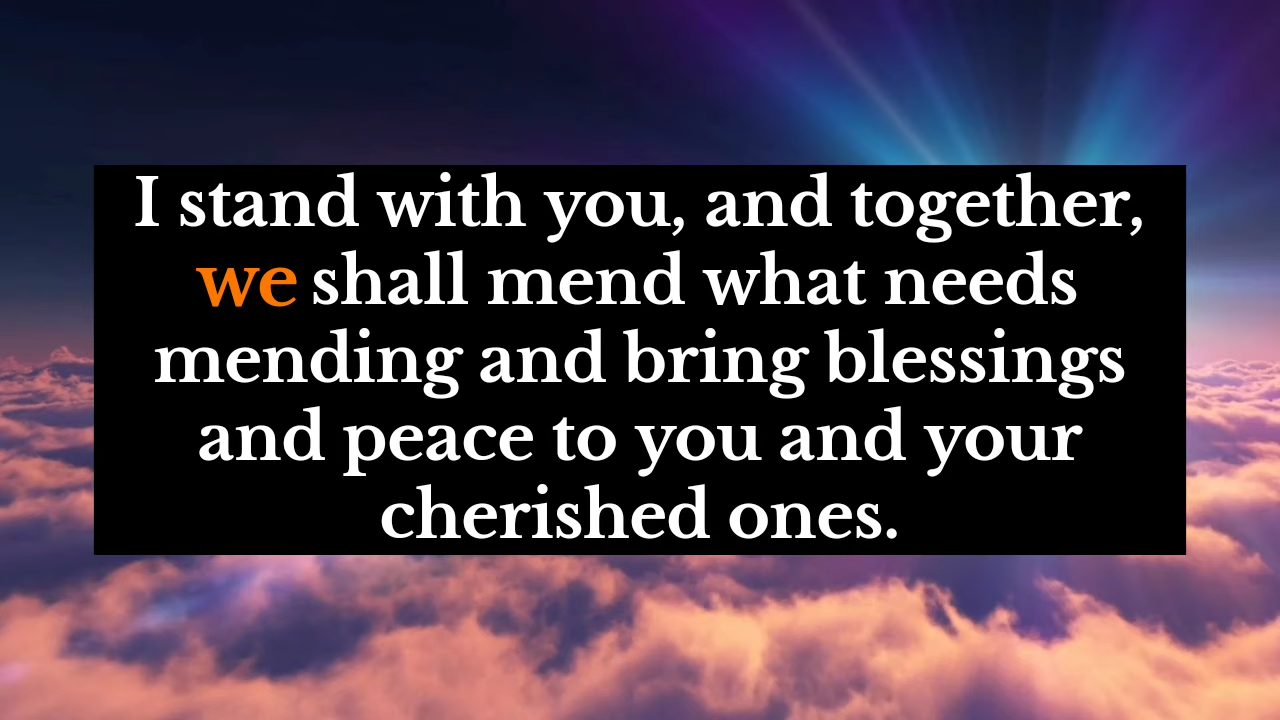 I stand with you, and together,
we shall mend what needs
mending and bring blessings
and peace to you and your
cherished ones.